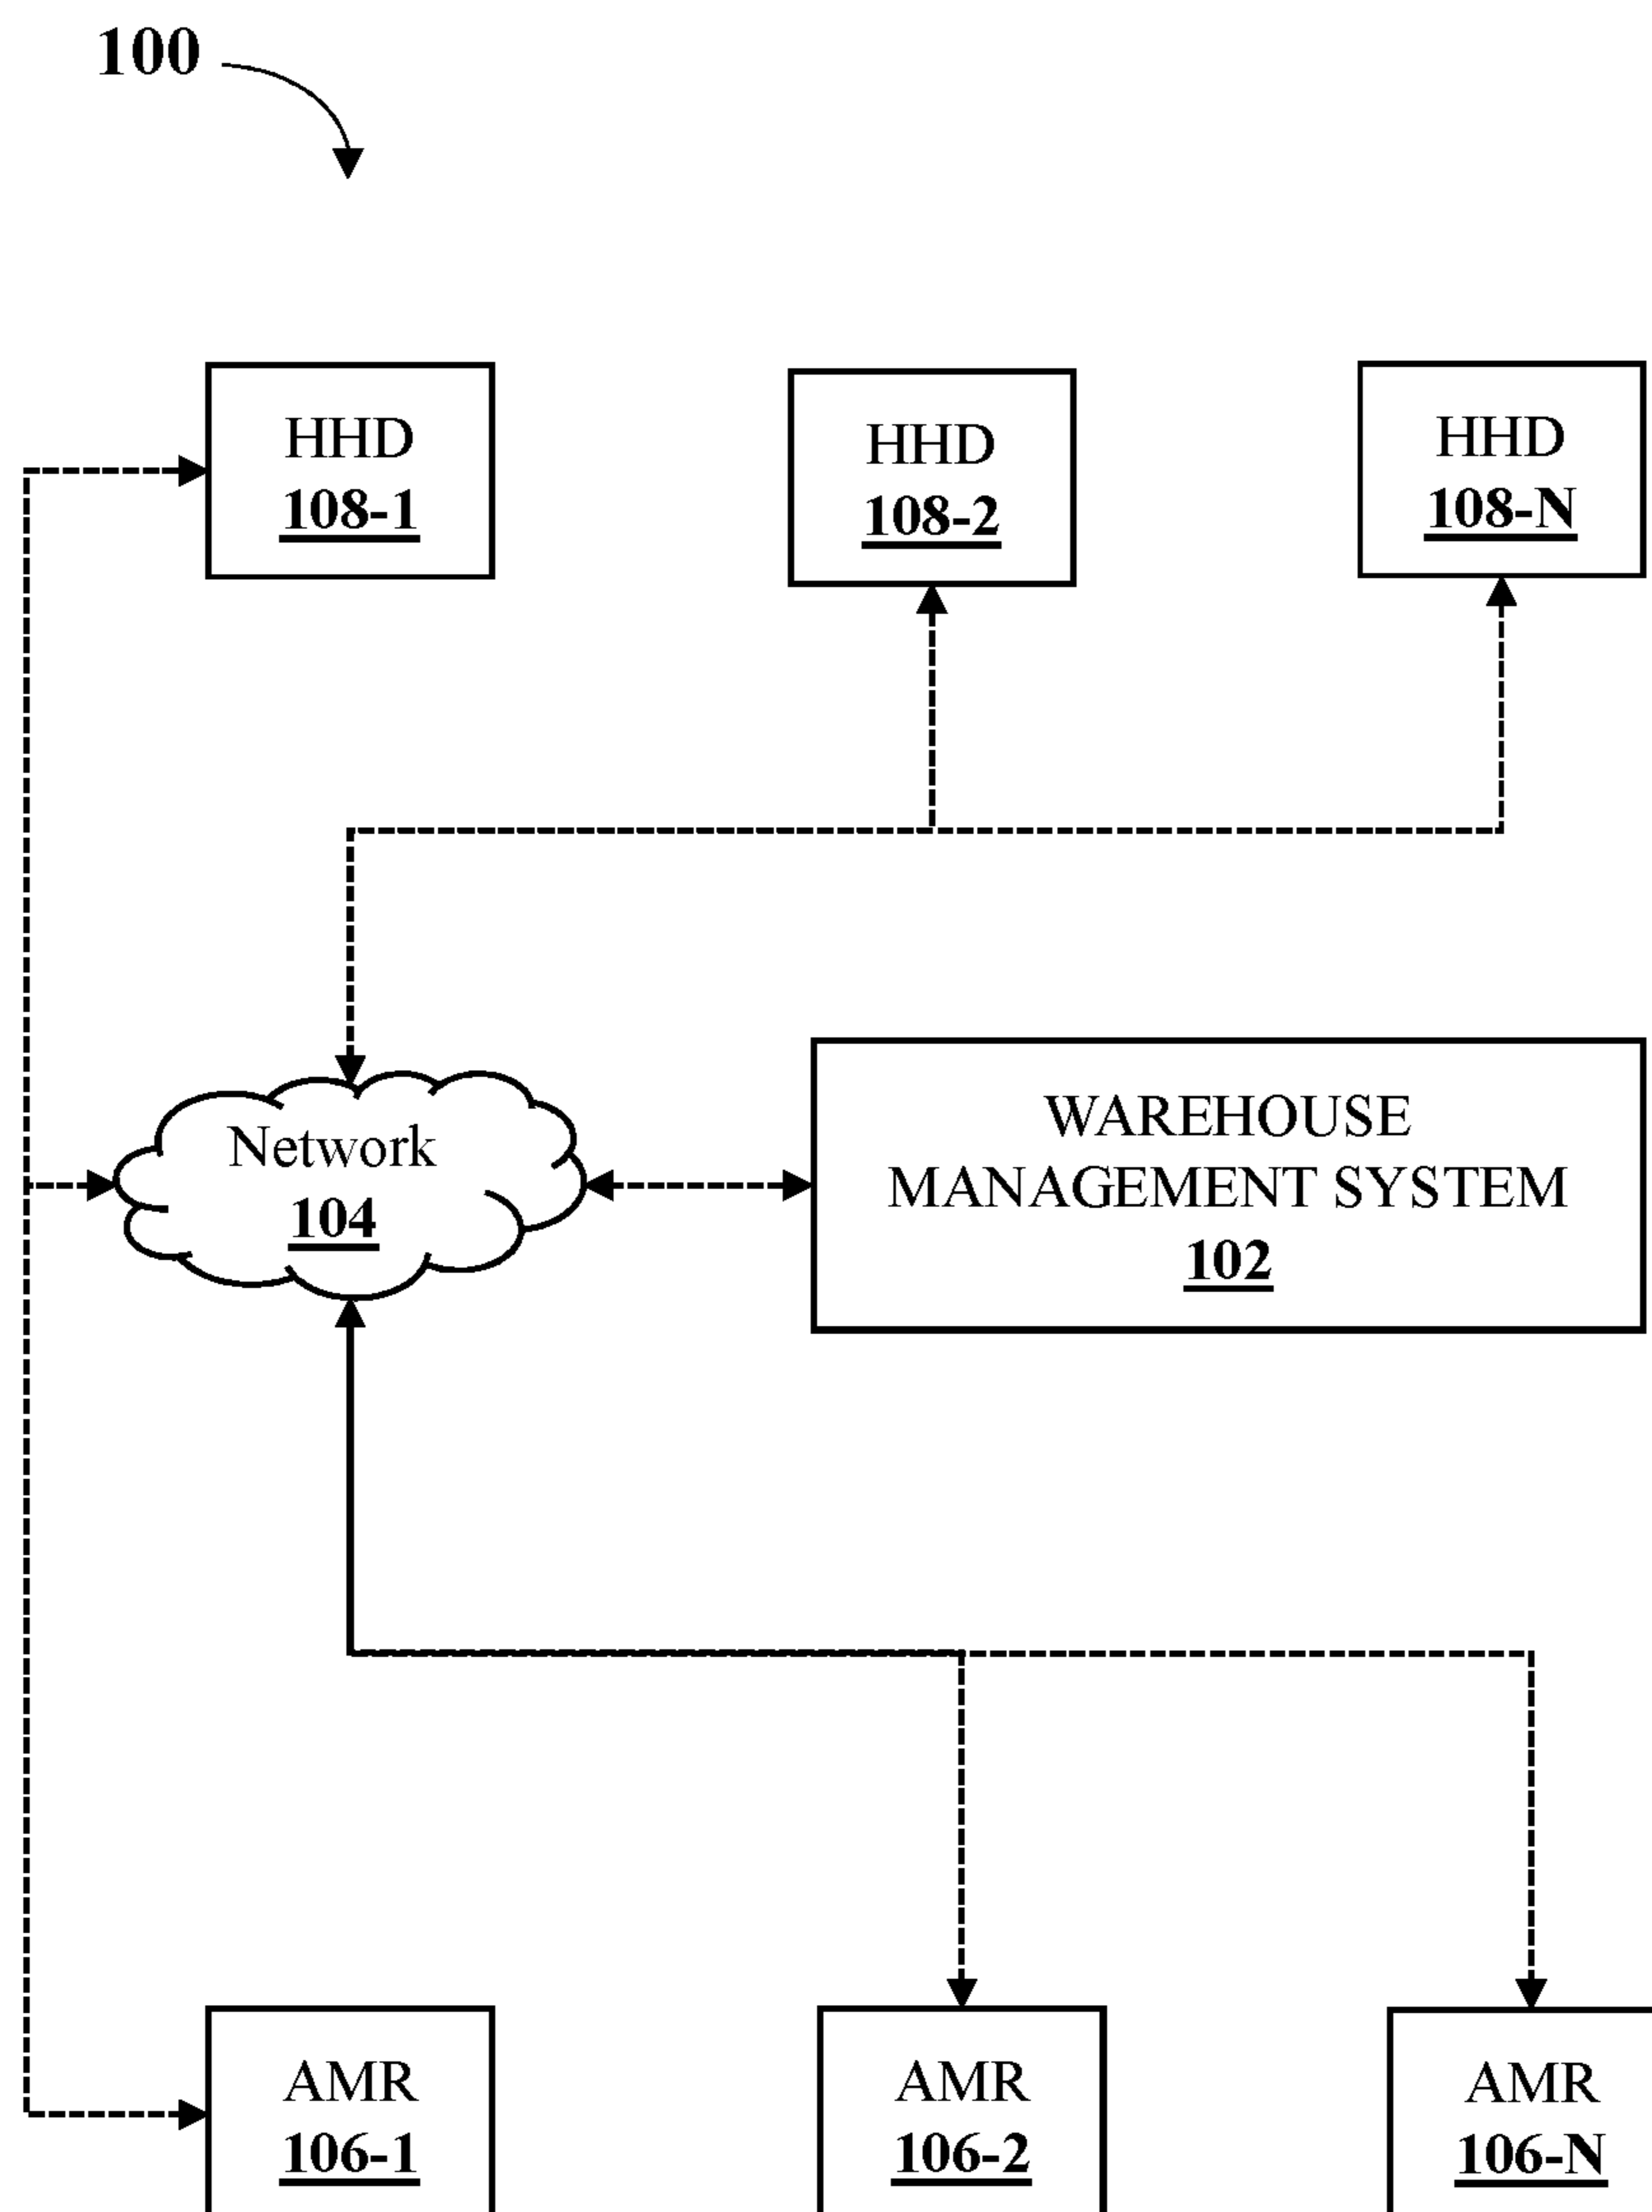 100
HHD
108-1
HHD
108-2
HHD
108-N
Network
104
WAREHOUSE
MANAGEMENT SYSTEM
102
AMR
106-1
AMR
106-2
AMR
106-N